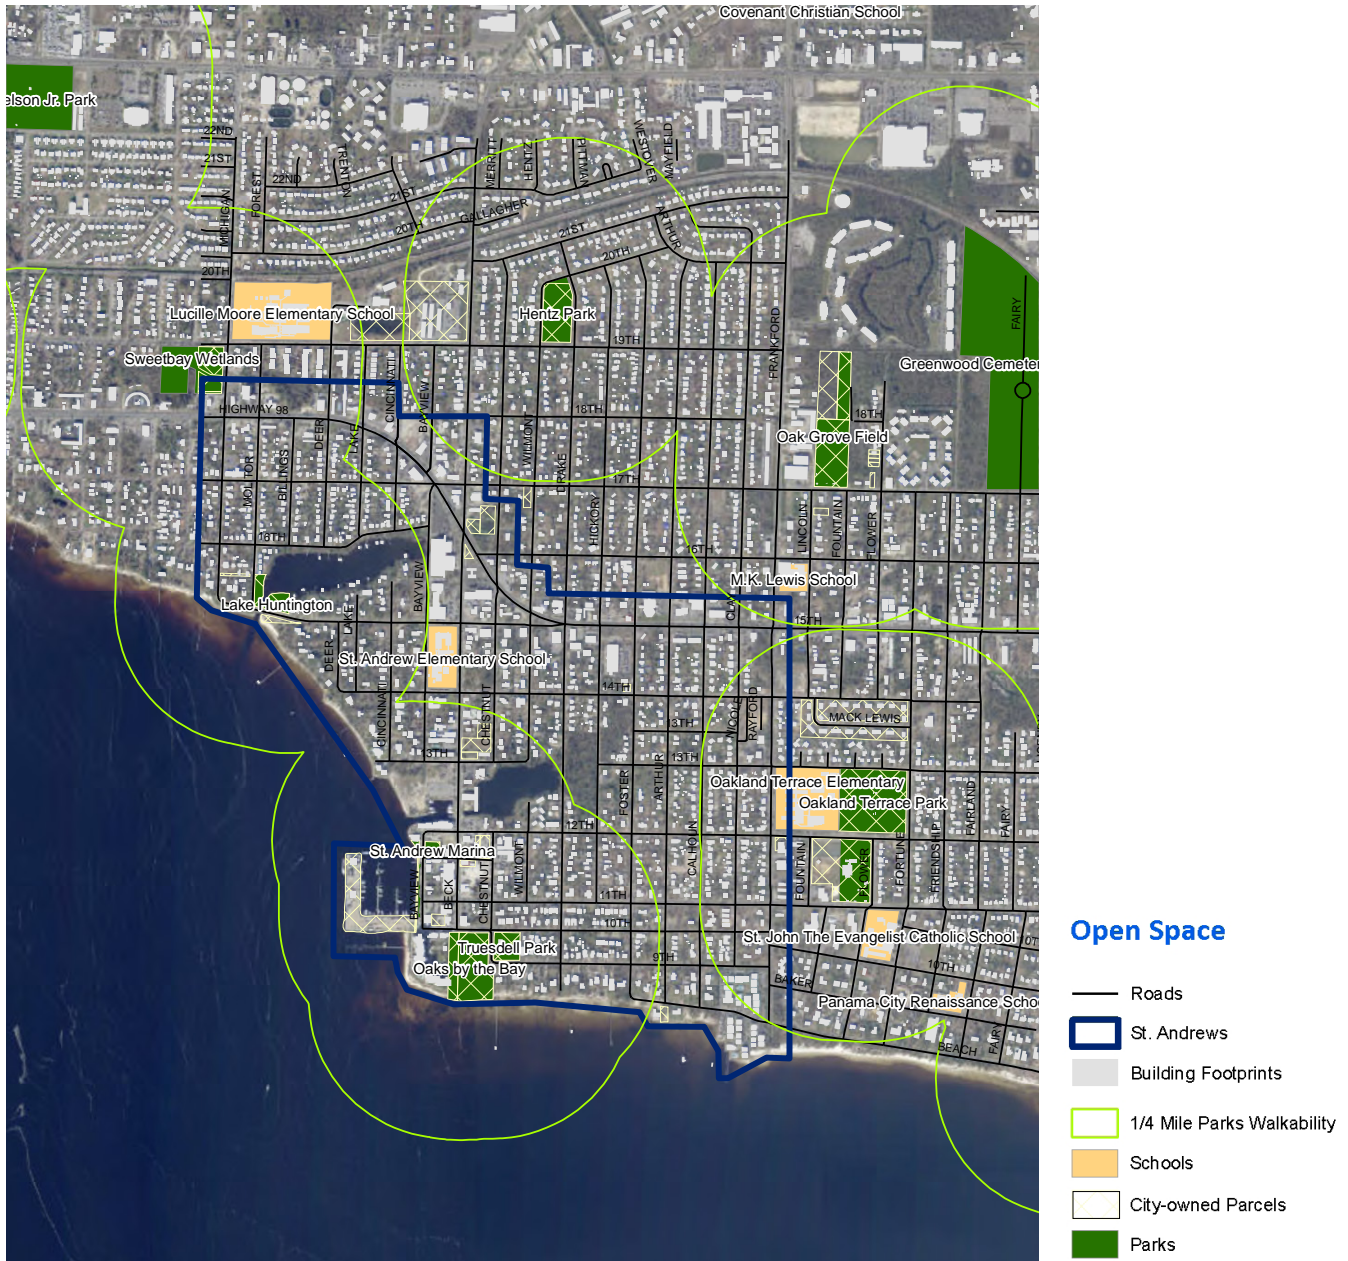 Covenant Christian School
elson Jr. Park
22ND
21ST
22ND
TRENTON
MERRITT
HENTZ
PITTMAN
WESTOVER
MAYFIELD
MICHIGAN
FOREST
21ST
20TH
GALLAGHER
21ST
20TH
ARTHUR
20TH
Lucille Moore Elementary School
Hentz Park
19TH
FRANKFORD
FAIRY
Sweetbay Wetlands
Greenwood Cemeter
HIGHWAY 98
DEER
LAKE
CINCINNATI
BAYVIEW
WILMONT
18TH
18TH
Oak Grove Field
MOLITOR
BILLINGS
DRAKE
17TH
HICKORY
LINCOLN
FOUNTAIN
FLOWER
16TH
16TH
BAYVIEW
M.K. Lewis School
Lake Huntington
LAKE
CLA
15TH
DEER
St. Andrew Elementary School
14TH
CINCINNATI
CHESTNUT
13TH
NICOLE
RAYFORD
MACK LEWIS
13TH
13TH
FOSTER
ARTHUR
Oakland Terrace Elementary
Oakland Terrace Park
FAIRLAND
FAIRY
12TH
St. Andrew Marina
WILMONT
CALHOUN
FOUNTAIN
FLOWER
FORTUNE
FRIENDSHIP
BAYVIEW
BECK
CHESTNUT
11TH
10TH
Truesdell Park
St. John The Evangelist Catholic School
10T
Oaks by the Bay
9TH
10TH
BAKER
Panama City Renaissance Scho
BEACH
FAIRY
Open Space
Roads
St. Andrews
Building Footprints
1/4 Mile Parks Walkability
Schools
City-owned Parcels
Parks